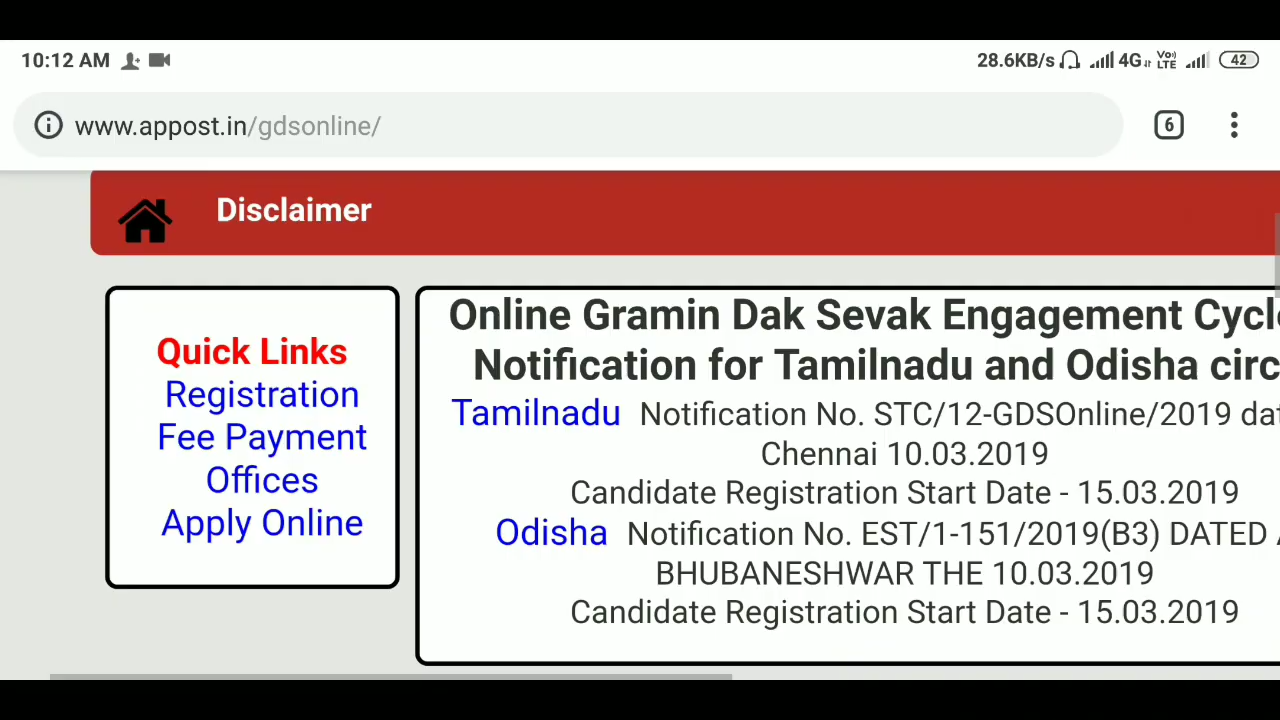 10:12 AM 28.6KB/s 4G Vo) LTE 42
www.appost.in/gdsonline/ 6
Disclaimer
Quick Links
Registration
Fee Payment
Offices
Apply Online
Online Gramin Dak Sevak Engagement Cycl
Notification for Tamilnadu and Odisha circ
Tamilnadu Notification No. STC/12-GDSOnline/2019 dat
Chennai 10.03.2019
Candidate Registration Start Date - 15.03.2019
Odisha Notification No. EST/1-151/2019(B3) DATED
BHUBANESHWAR THE 10.03.2019
Candidate Registration Start Date - 15.03.2019